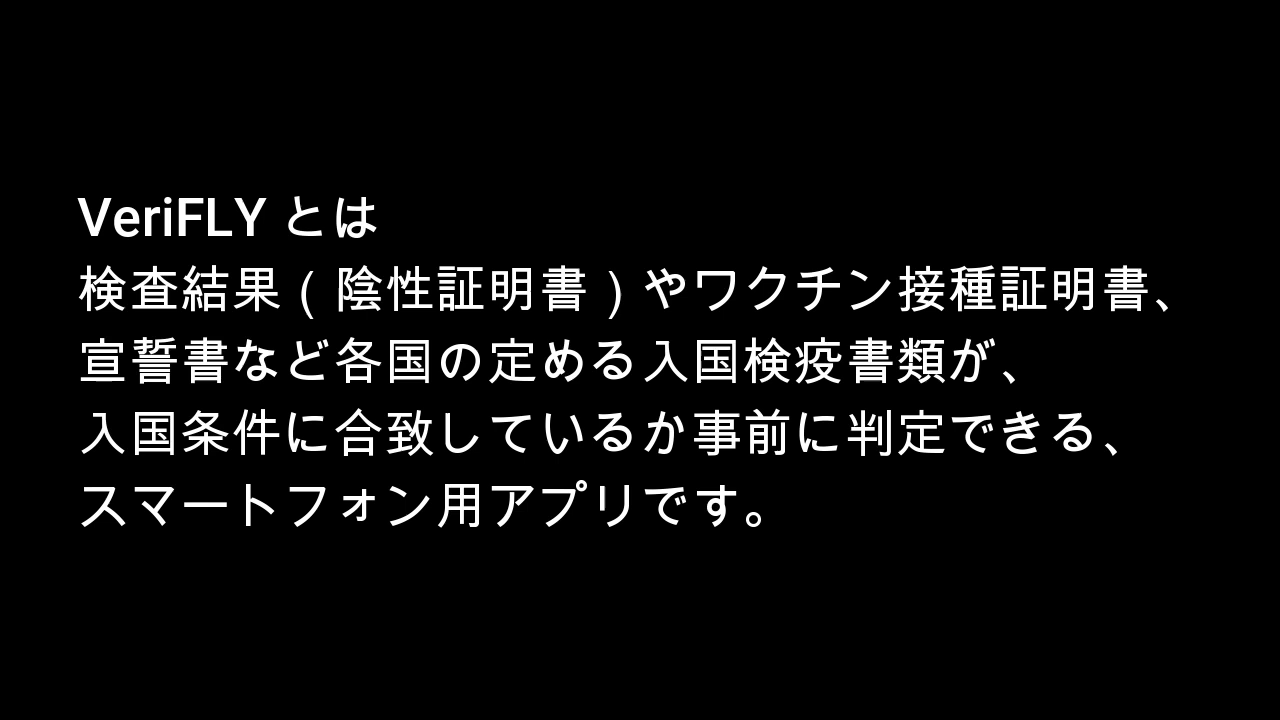 VeriFLY とは
検査結果（陰性証明書）やワクチン接種証明書、
宣誓書など各国の定める入国検疫書類が、
入国条件に合致しているか事前に判定できる、
スマートフォン用アプリです。